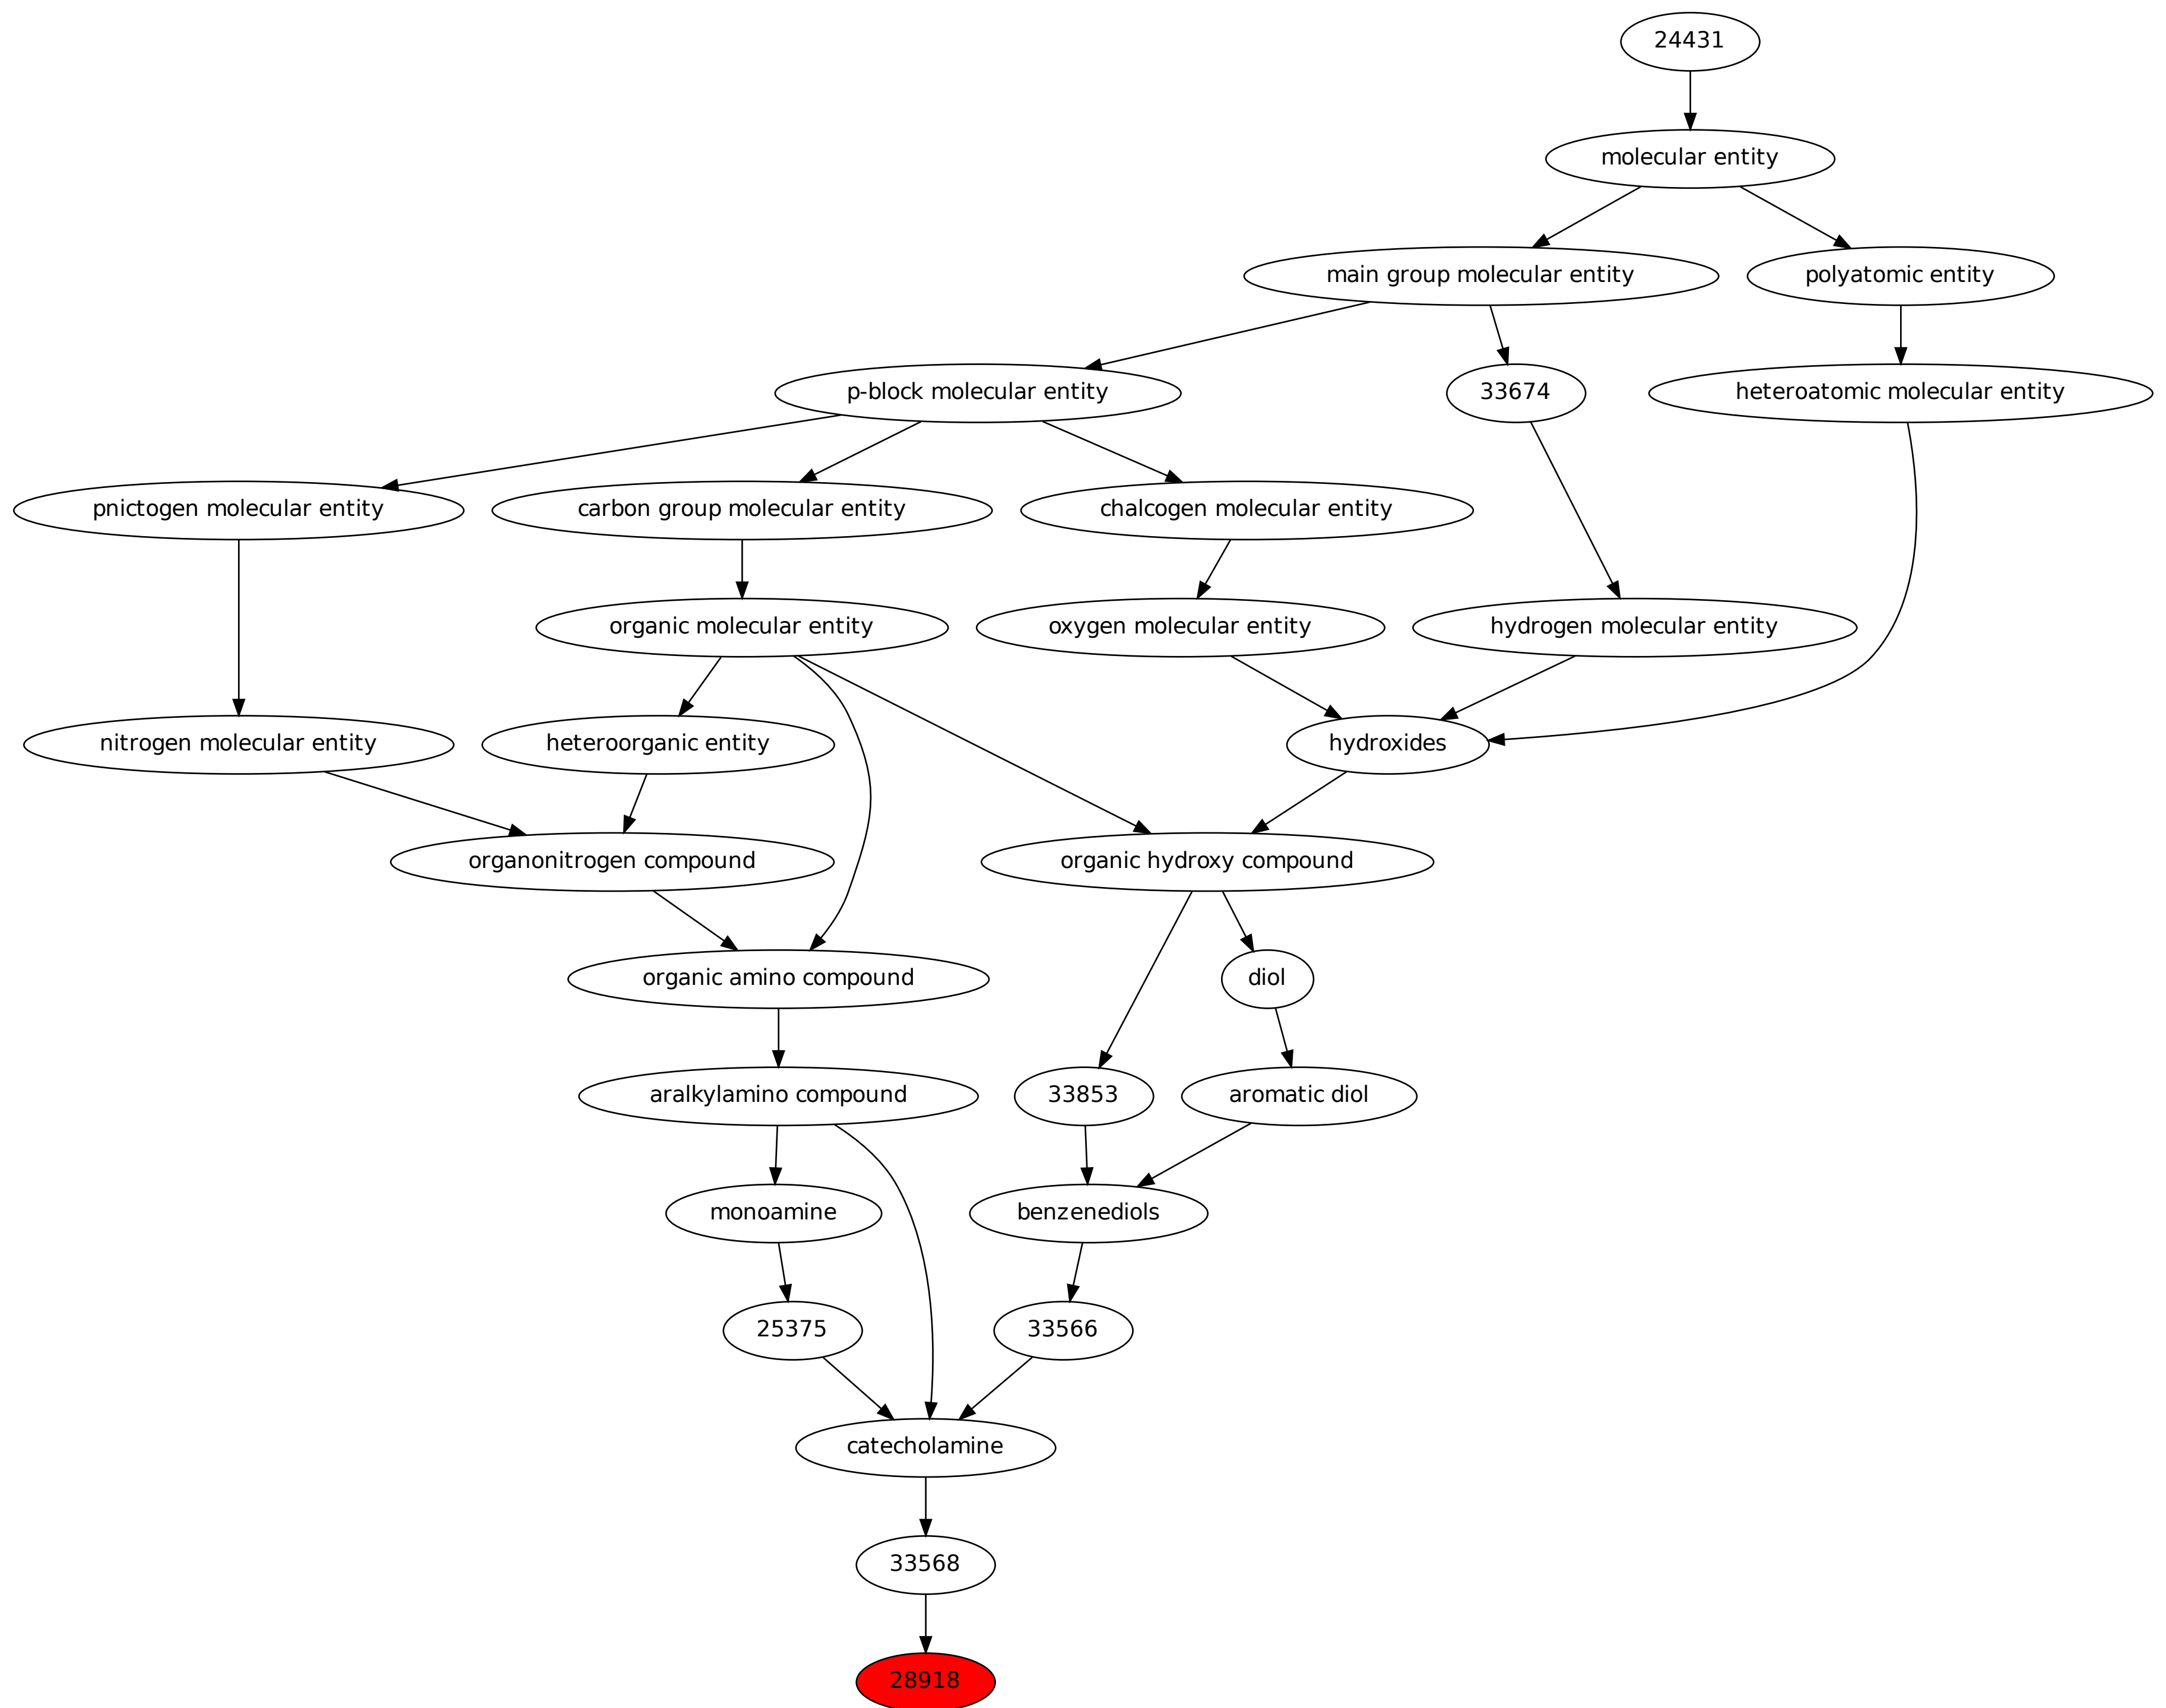 24431
molecular entity
main group molecular entity
polyatomic entity
p-block molecular entity
33674
heteroatomic molecular entity
pnictogen molecular entity
carbon group molecular entity
chalcogen molecular entity
organic molecular entity
oxygen molecular entity
hydrogen molecular entity
nitrogen molecular entity
heteroorganic entity
hydroxides
organonitrogen compound
organic hydroxy compound
organic amino compound
diol
aralkylamino compound
33853
aromatic diol
monoamine
benzenediols
25375
33566
catecholamine
33568
28918